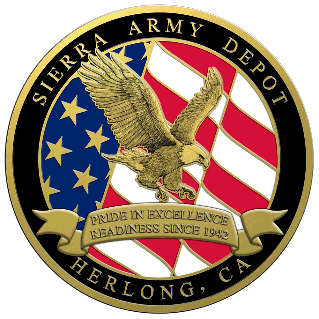 SIERRA ARMY DEPOT
PRIDE IN EXCELLENCE
READINESS SINCE 1942
HERLONG, CA